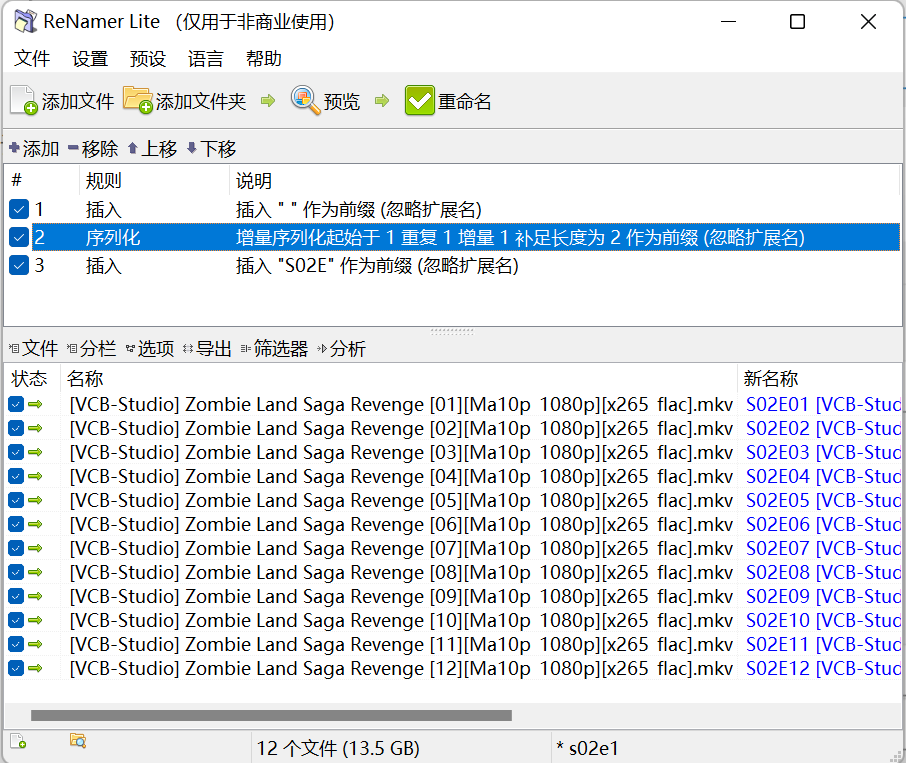 ReNamer Lite （仅用于非商业使用）
文件 设置 预设 语言 帮助
添加文件 添加文件夹 预览 重命名
添加 移除 上移 下移
# 规则 说明
1 插入 插入 " " 作为前缀 (忽略扩展名)
2 序列化 增量序列化起始于 1 重复 1 增量 1 补足长度为 2 作为前缀 (忽略扩展名)
3 插入 插入 "S02E" 作为前缀 (忽略扩展名)
文件 分栏 选项 导出 筛选器 分析
状态 名称 新名称
[VCB-Studio] Zombie Land Saga Revenge [01][Ma10p 1080p][x265 flac].mkv S02E01 [VCB-Stud
[VCB-Studio] Zombie Land Saga Revenge [02][Ma10p 1080p][x265 flac].mkv S02E02 [VCB-Stud
[VCB-Studio] Zombie Land Saga Revenge [03][Ma10p 1080p][x265 flac].mkv S02E03 [VCB-Stud
[VCB-Studio] Zombie Land Saga Revenge [04][Ma10p 1080p][x265 flac].mkv S02E04 [VCB-Stud
[VCB-Studio] Zombie Land Saga Revenge [05][Ma10p 1080p][x265 flac].mkv S02E05 [VCB-Stud
[VCB-Studio] Zombie Land Saga Revenge [06][Ma10p 1080p][x265 flac].mkv S02E06 [VCB-Stud
[VCB-Studio] Zombie Land Saga Revenge [07][Ma10p 1080p][x265 flac].mkv S02E07 [VCB-Stud
[VCB-Studio] Zombie Land Saga Revenge [08][Ma10p 1080p][x265 flac].mkv S02E08 [VCB-Stud
[VCB-Studio] Zombie Land Saga Revenge [09][Ma10p 1080p][x265 flac].mkv S02E09 [VCB-Stud
[VCB-Studio] Zombie Land Saga Revenge [10][Ma10p 1080p][x265 flac].mkv S02E10 [VCB-Stud
[VCB-Studio] Zombie Land Saga Revenge [11][Ma10p 1080p][x265 flac].mkv S02E11 [VCB-Stud
[VCB-Studio] Zombie Land Saga Revenge [12][Ma10p 1080p][x265 flac].mkv S02E12 [VCB-Stud
12 个文件 (13.5 GB) * s02e1